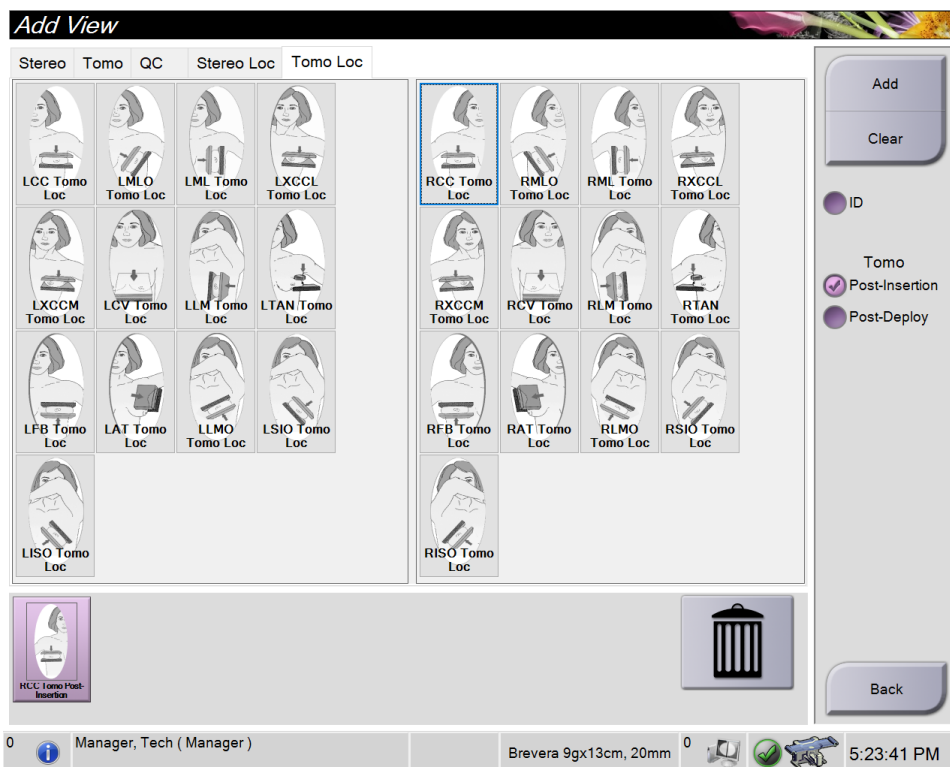 Add View
Stereo Tomo QC Stereo Loc Tomo Loc
LCC Tomo
Loc
LMLO
Tomo Loc
LML Tomo
Loc
LXCCL
Tomo Loc
RCC Tomo
Loc
RMLO
Tomo Loc
RML Tomo
Loc
RXCCL
Tomo Loc
LXCCM
Tomo Loc
LCV Tomo
Loc
LLM Tomo
Loc
LTAN Tomo
Loc
RXCCM
Tomo Loc
RCV Tomo
Loc
RLM Tomo
Loc
RTAN
Tomo Loc
LFB Tomo
Loc
LAT Tomo
Loc
LLMO
Tomo Loc
LSIO Tomo
Loc
RFB Tomo
Loc
RAT Tomo
Loc
RLMO
Tomo Loc
RSIO Tomo
Loc
LISO Tomo
Loc
RISO Tomo
Loc
Add
Clear
ID
Tomo
Post-Insertion
Post-Deploy
RCC Tomo Post-
Insertion
Back
0
Manager, Tech ( Manager )
Brevera 9gx13cm, 20mm
0
5:23:41 PM